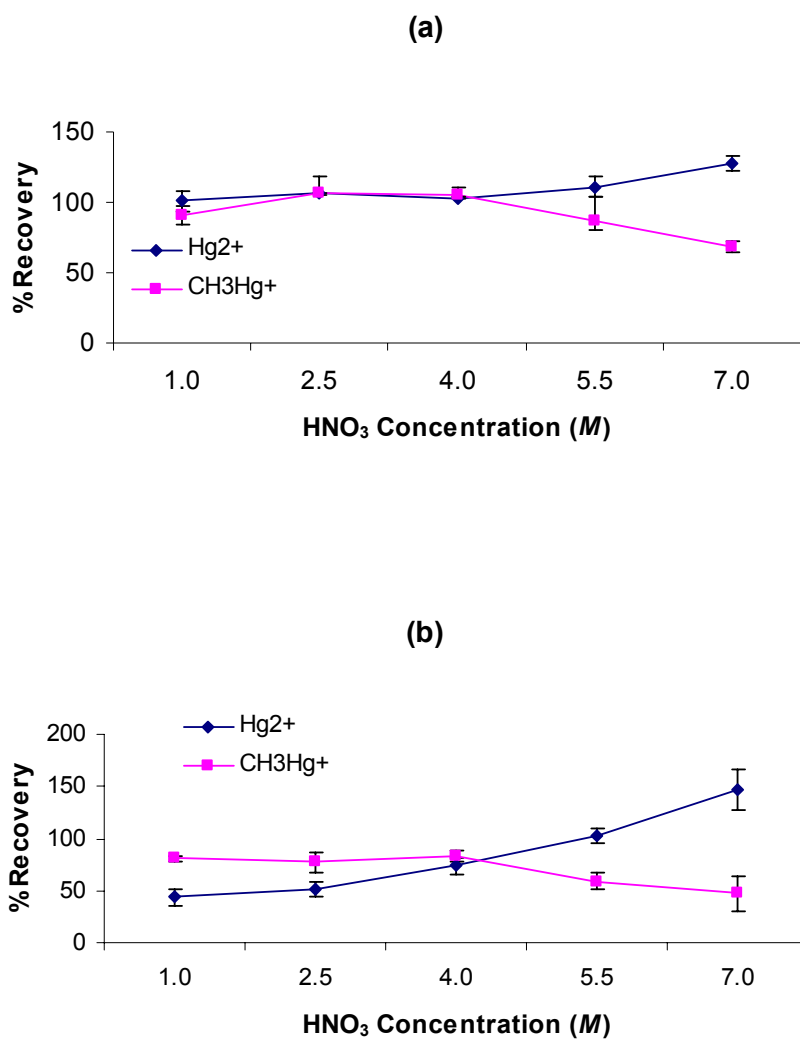 (a)
%Recovery
150
100
50
0
Hg2+
CH3Hg+
1.0 2.5 4.0 5.5 7.0
HNO₃ Concentration (M)
(b)
%Recovery
200
150
100
50
0
Hg2+
CH3Hg+
1.0 2.5 4.0 5.5 7.0
HNO₃ Concentration (M)